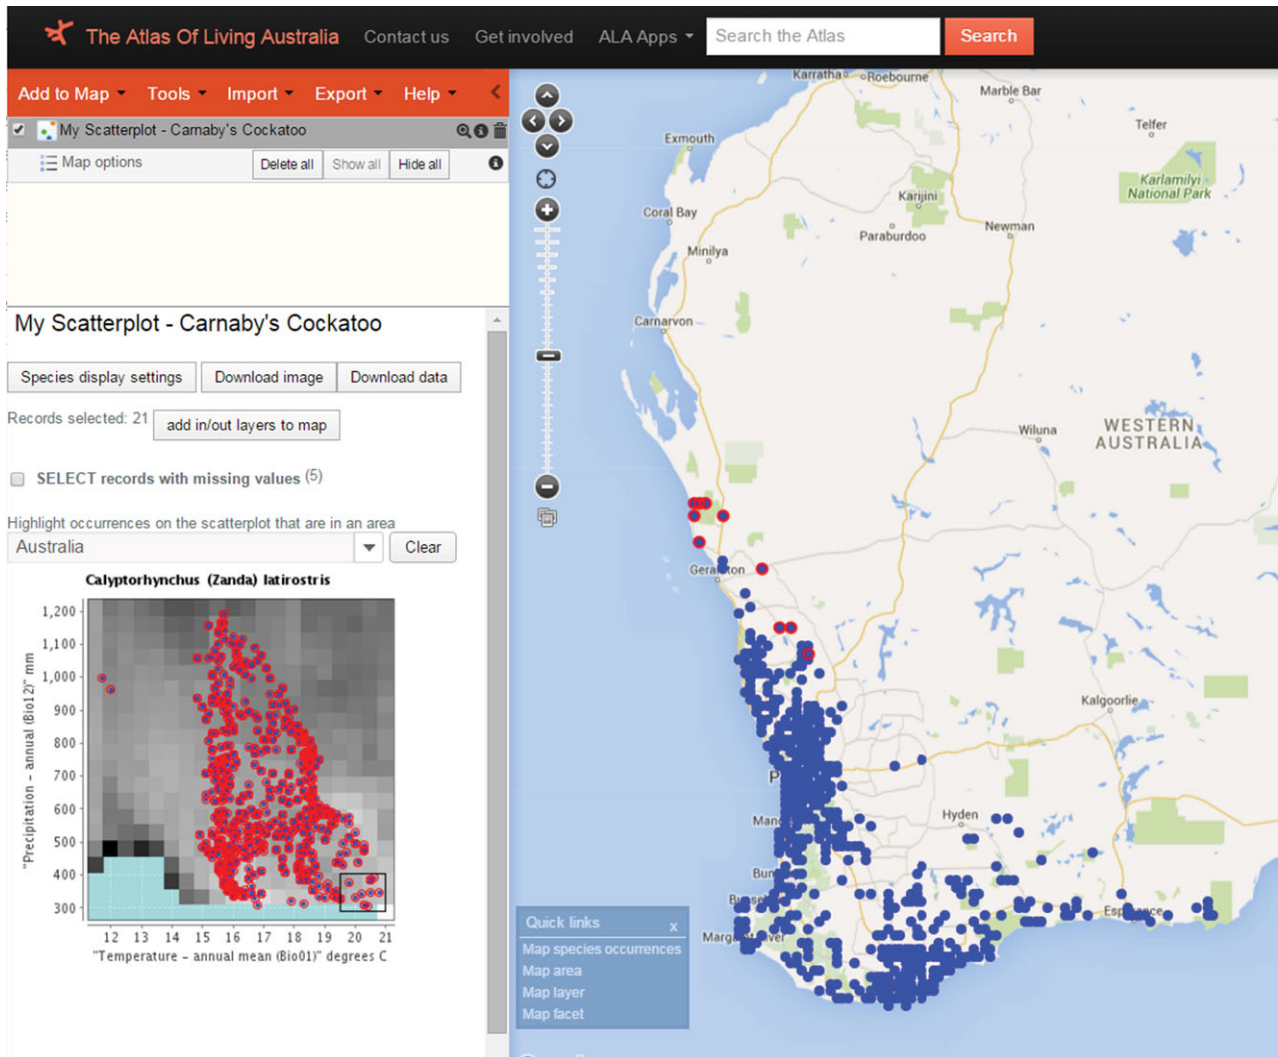 The Atlas Of Living Australia Contact us Get involved ALA Apps Search the Atlas Search
Add to Map Tools Import Export Help
My Scatterplot - Carnaby's Cockatoo
Map options Delete all Show all Hide all
My Scatterplot - Carnaby's Cockatoo
Species display settings Download image Download data
Records selected: 21 add in/out layers to map
SELECT records with missing values (5)
Highlight occurrences on the scatterplot that are in an area
Australia Clear
Calyptorhynchus (Zanda) latirostris
"Precipitation - annual (Bio12)" mm
1,200
1,100
1,000
900
800
700
600
500
400
300
12 13 14 15 16 17 18 19 20 21
"Temperature - annual mean (Bio01)" degrees C
Karratha Roebourne
Marble Bar
Telfer
Exmouth
Karlamilyi
National Park
Karijini
Coral Bay
Newman
Paraburdoo
Minilya
Carnarvon
WESTERN
AUSTRALIA
Wiluna
Geraldton
Kalgoorlie
P
Mand
Hyden
Bun
Busse
Esperance
Margaret River
Quick links x
Map species occurrences
Map area
Map layer
Map facet